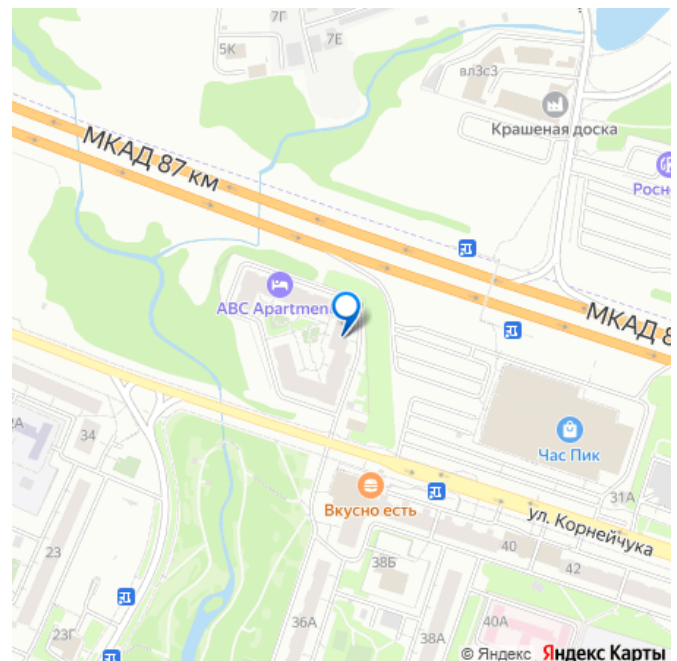 7Г
7Е
5К
вл3с3
Крашеная доска
Росн
МКАД 87 км
ABC Apartmen
МКАД 8
Час Пик
2А
34
31А
Вкусно есть
ул. Корнейчука
40
42
38Б
23
36А
38А
40А
23Г
© Яндекс Яндекс Карты